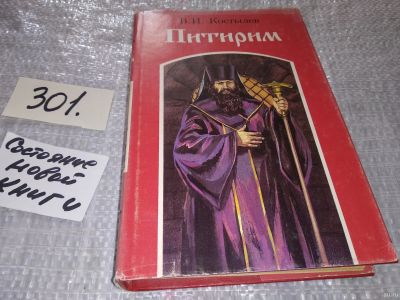 В.И. Костылев
Питирим
301.
Состояние
новой
книги